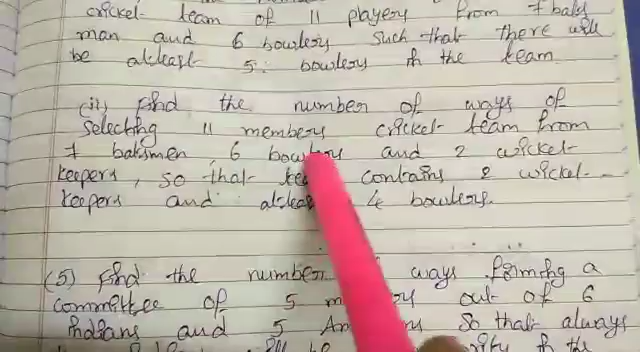 cricket team of 11 players from 7 bats
man and 6 bowlers such that there will
be atleast 5 bowlers in the team
(ii) find the number of ways of
selecting 11 members cricket team from
7 batsmen, 6 bowlers and 2 wicket-
keepers, so that contains 2 wicket-
keepers and 4 bowlers.
(5) Find the number ways forming a
committee of 5 out of 6
Indians and 5 so that always